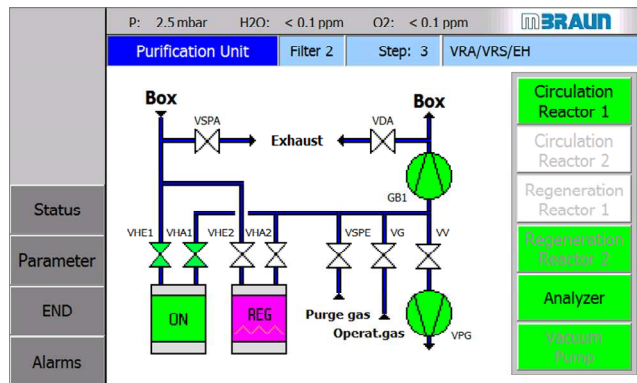 P: 2.5 mbar H2O: < 0.1 ppm O2: < 0.1 ppm MBRAUN
Purification Unit Filter 2 Step: 3 VRA/VRS/EH
Box
Box
VSPA
VDA
Exhaust
GB1
VHE1 VHA1 VHE2 VHA2 VSPE VG VV
ON
REG
Purge gas
Operat.gas
VPG
Status
Parameter
END
Alarms
Circulation
Reactor 1
Circulation
Reactor 2
Regeneration
Reactor 1
Regeneration
Reactor 2
Analyzer
Vacuum
Pump